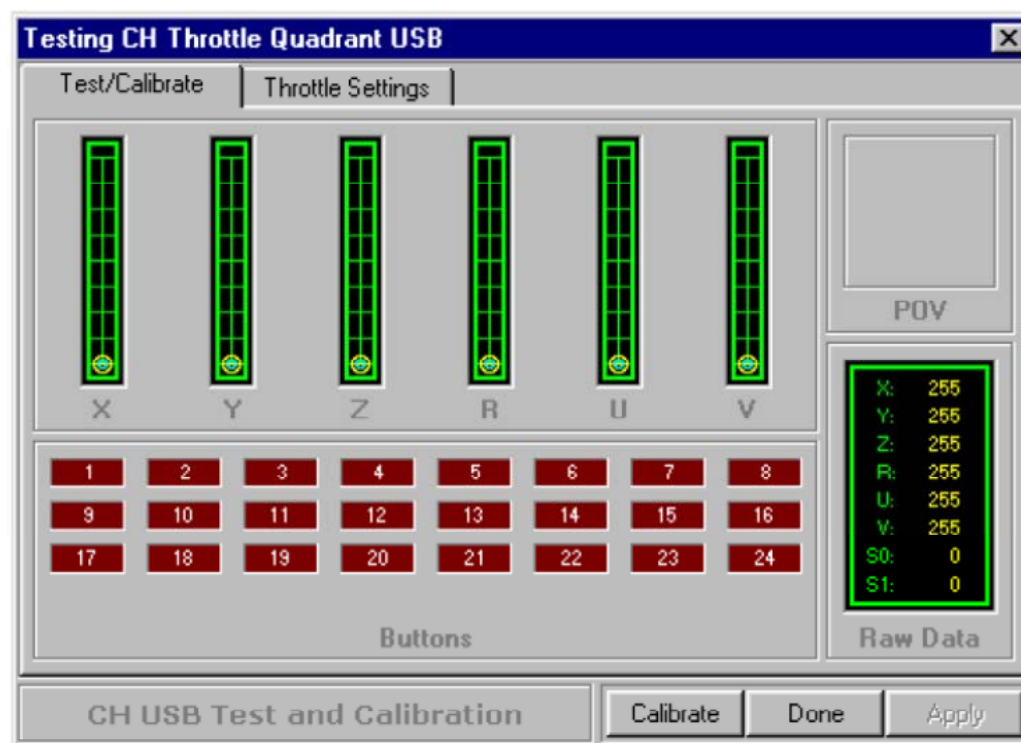 Testing CH Throttle Quadrant USB
Test/Calibrate Throttle Settings
X Y Z R U V
POV
1 2 3 4 5 6 7 8
9 10 11 12 13 14 15 16
17 18 19 20 21 22 23 24
Buttons
X: 255
Y: 255
Z: 255
R: 255
U: 255
V: 255
S0: 0
S1: 0
Raw Data
CH USB Test and Calibration
Calibrate Done Apply